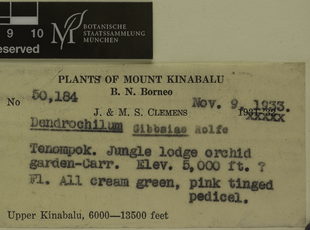 9 10
BOTANISCHE
STAATSSAMMLUNG
MÜNCHEN
eserved
PLANTS OF MOUNT KINABALU
B. N. Borneo
No 50,184 Nov. 9, 1933.
J. & M. S. CLEMENS
Dendrochilum Gibbsiae Rolfe
Tenompok. Jungle lodge orchid
garden-Carr. Elev. 5,000 ft. ?
Fl. All cream green, pink tinged
pedicel.
Upper Kinabalu, 6000—13500 feet